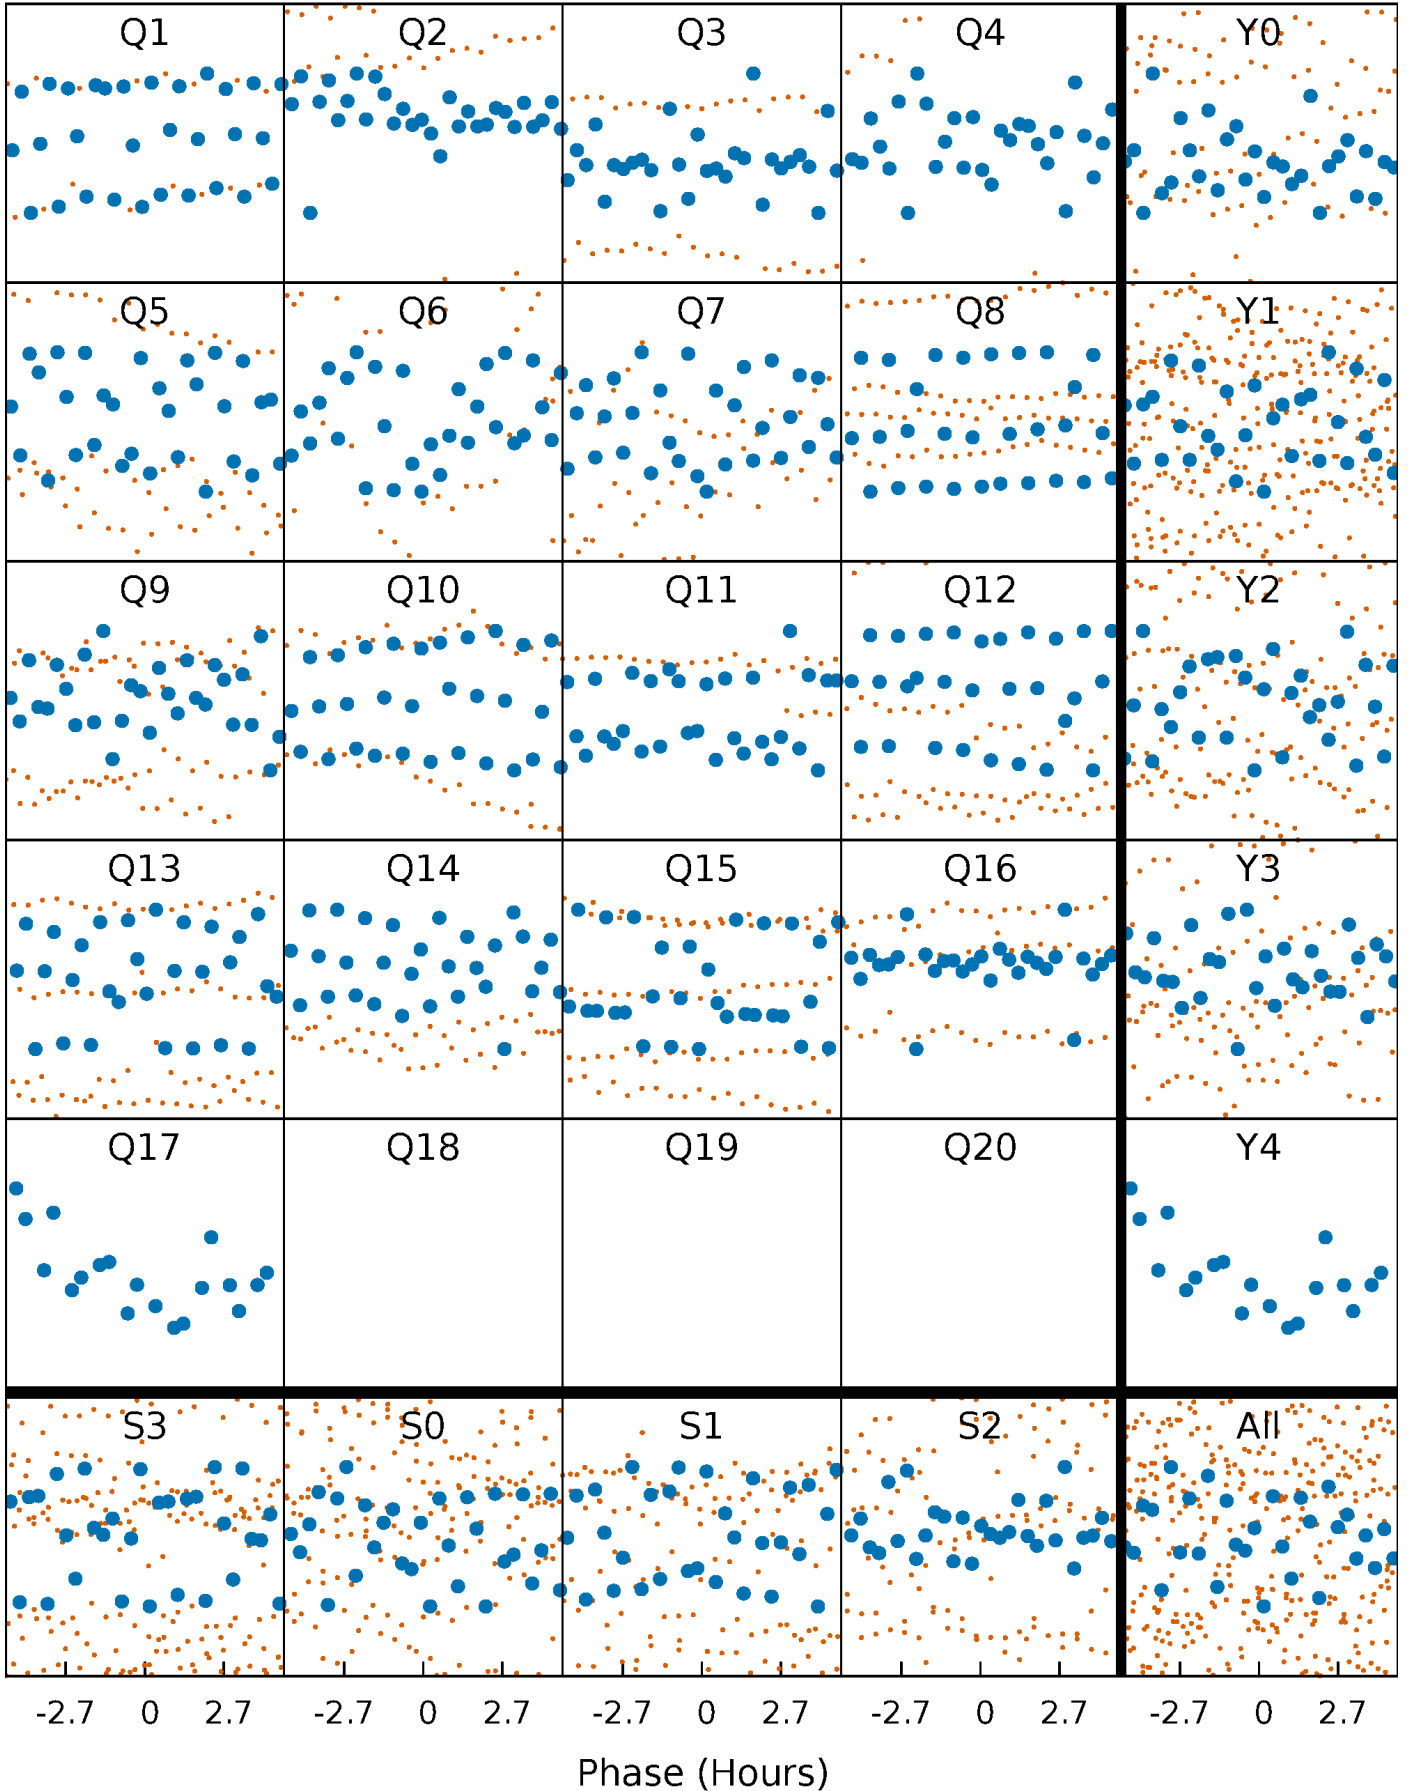 Q1 Q2 Q3 Q4 Y0
Q5 Q6 Q7 Q8 Y1
Q9 Q10 Q11 Q12 Y2
Q13 Q14 Q15 Q16 Y3
Q17 Q18 Q19 Q20 Y4
S3 S0 S1 S2 All
-2.7 0 2.7 -2.7 0 2.7 -2.7 0 2.7 -2.7 0 2.7 -2.7 0 2.7
Phase (Hours)